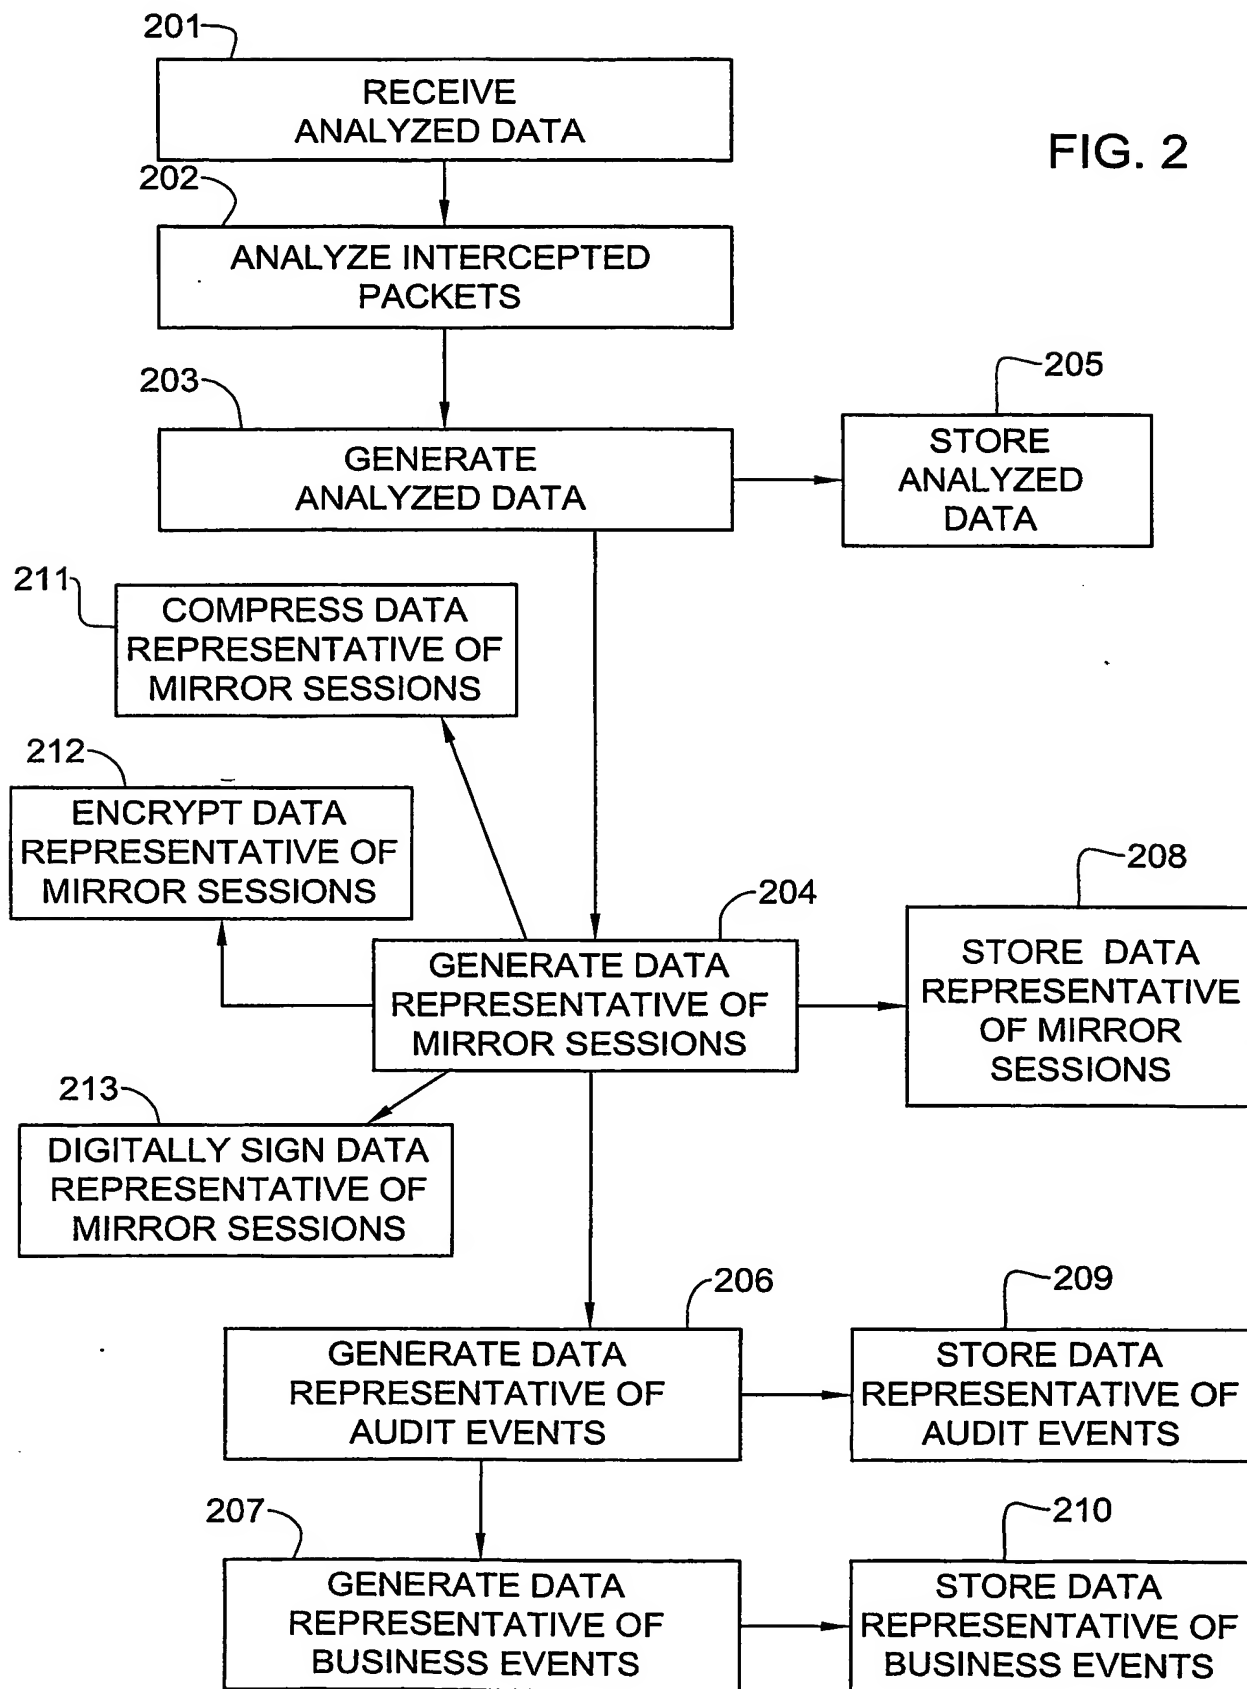 201
RECEIVE
ANALYZED DATA
FIG. 2
202
ANALYZE INTERCEPTED
PACKETS
203
GENERATE
ANALYZED DATA
205
STORE
ANALYZED
DATA
211
COMPRESS DATA
REPRESENTATIVE OF
MIRROR SESSIONS
212
ENCRYPT DATA
REPRESENTATIVE OF
MIRROR SESSIONS
204
GENERATE DATA
REPRESENTATIVE OF
MIRROR SESSIONS
208
STORE DATA
REPRESENTATIVE
OF MIRROR
SESSIONS
213
DIGITALLY SIGN DATA
REPRESENTATIVE OF
MIRROR SESSIONS
206
GENERATE DATA
REPRESENTATIVE OF
AUDIT EVENTS
209
STORE DATA
REPRESENTATIVE OF
AUDIT EVENTS
207
GENERATE DATA
REPRESENTATIVE OF
BUSINESS EVENTS
210
STORE DATA
REPRESENTATIVE OF
BUSINESS EVENTS